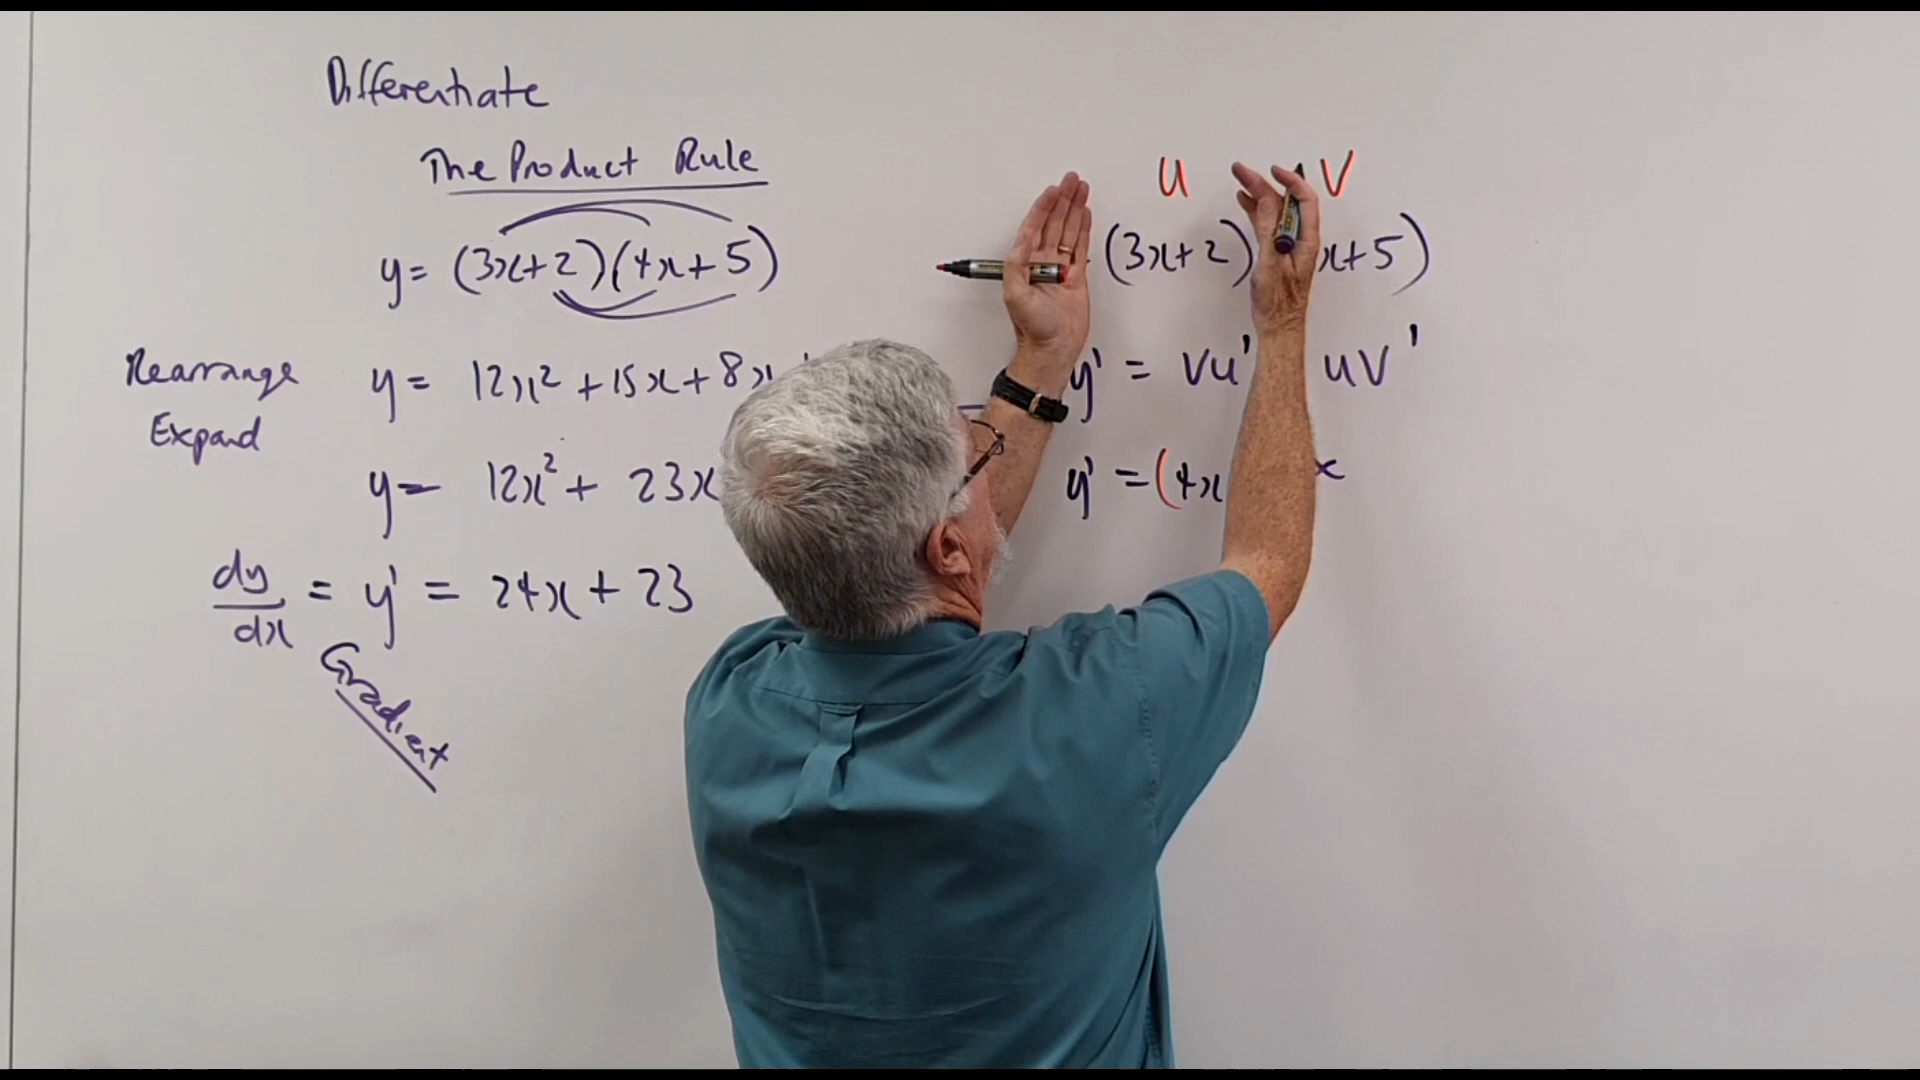 Differentiate
The Product Rule
y = (3x+2)(4x+5)
Rearrange
Expand
y = 12x² + 15x + 8x
y = 12x² + 23x
dy/dx = y' = 24x + 23
Gradient
u v
(3x+2) x+5)
y' = vu' uv'
y' = (4x x